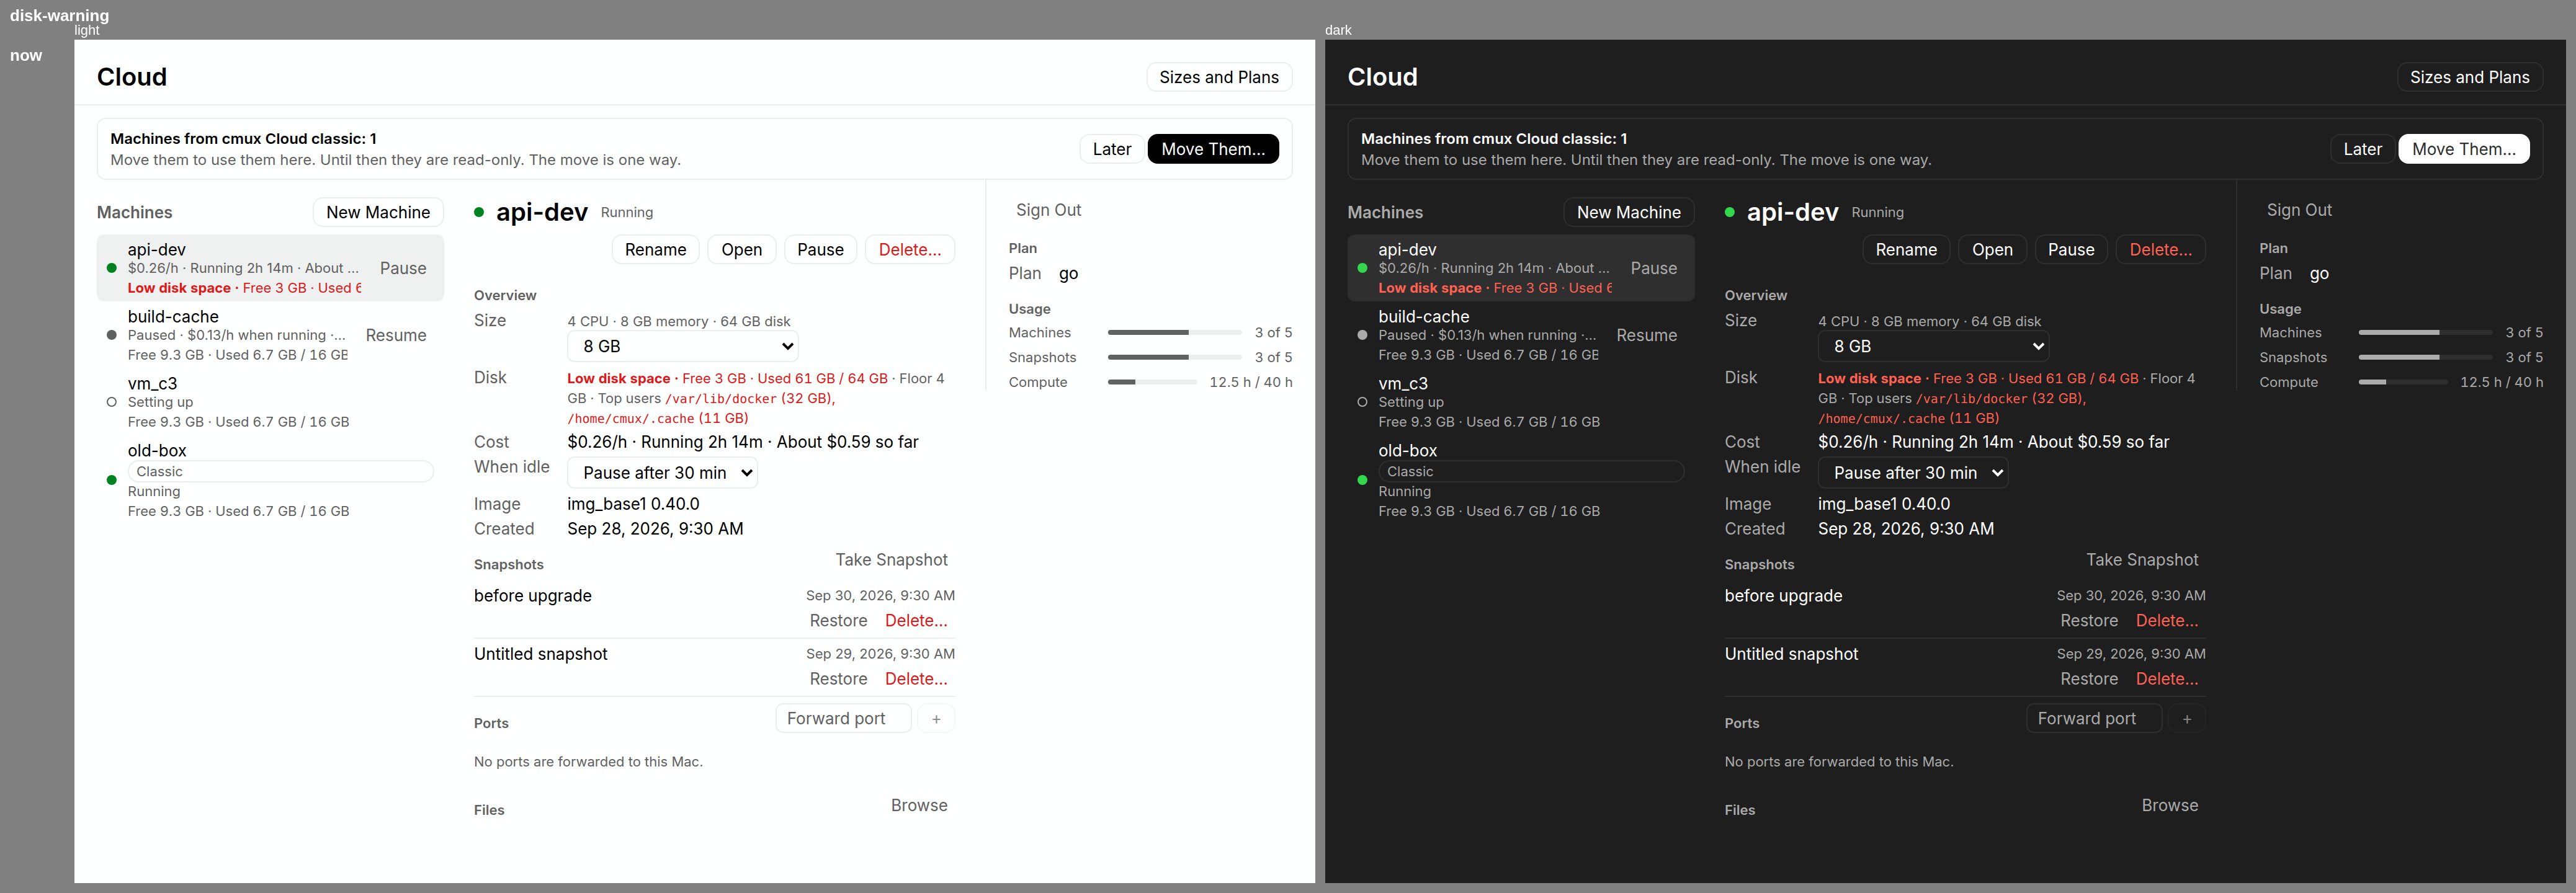 disk-warning
light
now
Cloud
Sizes and Plans
Machines from cmux Cloud classic: 1
Move them to use them here. Until then they are read-only. The move is one way.
Later
Move Them...
Machines
New Machine
api-dev
$0.26/h · Running 2h 14m · About ...
Low disk space · Free 3 GB · Used 6
Pause
build-cache
Paused · $0.13/h when running ·...
Free 9.3 GB · Used 6.7 GB / 16 GB
Resume
vm_c3
Setting up
Free 9.3 GB · Used 6.7 GB / 16 GB
old-box
Classic
Running
Free 9.3 GB · Used 6.7 GB / 16 GB
api-dev Running
Rename Open Pause Delete...
Overview
Size 4 CPU · 8 GB memory · 64 GB disk
8 GB
Disk Low disk space · Free 3 GB · Used 61 GB / 64 GB · Floor 4
GB · Top users /var/lib/docker (32 GB),
/home/cmux/.cache (11 GB)
Cost $0.26/h · Running 2h 14m · About $0.59 so far
When idle Pause after 30 min
Image img_base1 0.40.0
Created Sep 28, 2026, 9:30 AM
Snapshots Take Snapshot
before upgrade Sep 30, 2026, 9:30 AM
Restore Delete...
Untitled snapshot Sep 29, 2026, 9:30 AM
Restore Delete...
Ports Forward port +
No ports are forwarded to this Mac.
Files Browse
Sign Out
Plan
Plan go
Usage
Machines 3 of 5
Snapshots 3 of 5
Compute 12.5 h / 40 h
dark
Cloud
Sizes and Plans
Machines from cmux Cloud classic: 1
Move them to use them here. Until then they are read-only. The move is one way.
Later
Move Them...
Machines
New Machine
api-dev
$0.26/h · Running 2h 14m · About ...
Low disk space · Free 3 GB · Used 6
Pause
build-cache
Paused · $0.13/h when running ·...
Free 9.3 GB · Used 6.7 GB / 16 GB
Resume
vm_c3
Setting up
Free 9.3 GB · Used 6.7 GB / 16 GB
old-box
Classic
Running
Free 9.3 GB · Used 6.7 GB / 16 GB
api-dev Running
Rename Open Pause Delete...
Overview
Size 4 CPU · 8 GB memory · 64 GB disk
8 GB
Disk Low disk space · Free 3 GB · Used 61 GB / 64 GB · Floor 4
GB · Top users /var/lib/docker (32 GB),
/home/cmux/.cache (11 GB)
Cost $0.26/h · Running 2h 14m · About $0.59 so far
When idle Pause after 30 min
Image img_base1 0.40.0
Created Sep 28, 2026, 9:30 AM
Snapshots Take Snapshot
before upgrade Sep 30, 2026, 9:30 AM
Restore Delete...
Untitled snapshot Sep 29, 2026, 9:30 AM
Restore Delete...
Ports Forward port +
No ports are forwarded to this Mac.
Files Browse
Sign Out
Plan
Plan go
Usage
Machines 3 of 5
Snapshots 3 of 5
Compute 12.5 h / 40 h